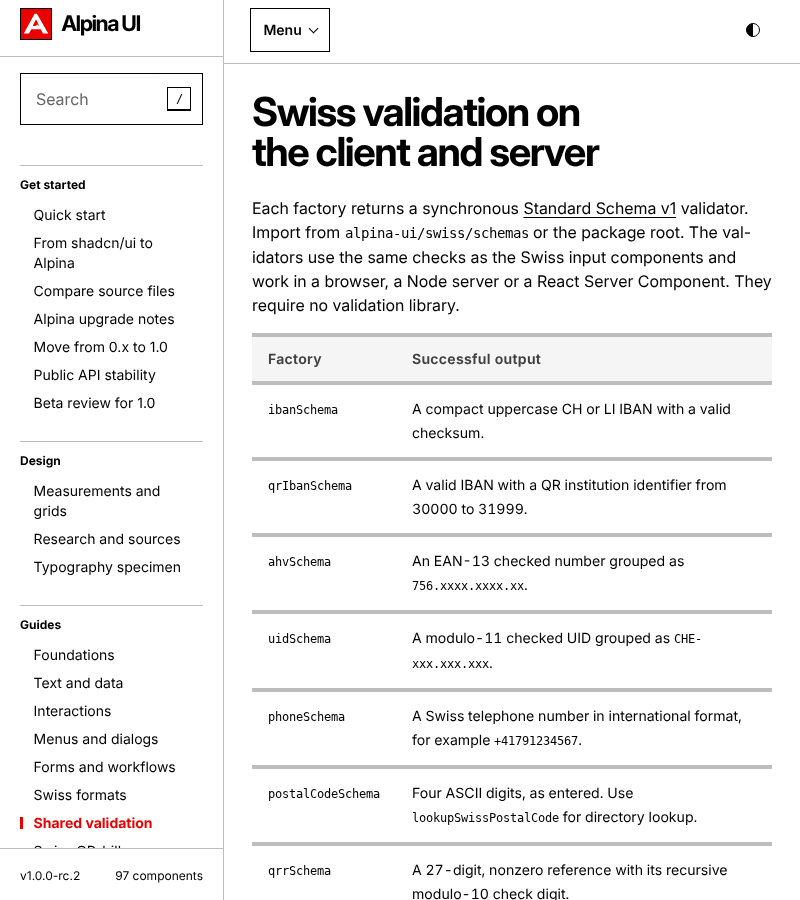 Alpina UI
Menu
Search
/
Get started
Quick start
From shadcn/ui to
Alpina
Compare source files
Alpina upgrade notes
Move from 0.x to 1.0
Public API stability
Beta review for 1.0
Design
Measurements and
grids
Research and sources
Typography specimen
Guides
Foundations
Text and data
Interactions
Menus and dialogs
Forms and workflows
Swiss formats
Shared validation
v1.0.0-rc.2 97 components
Swiss validation on
the client and server
Each factory returns a synchronous Standard Schema v1 validator.
Import from alpina-ui/swiss/schemas or the package root. The val-
idators use the same checks as the Swiss input components and
work in a browser, a Node server or a React Server Component. They
require no validation library.
Factory Successful output
ibanSchema A compact uppercase CH or LI IBAN with a valid
checksum.
qrIbanSchema A valid IBAN with a QR institution identifier from
30000 to 31999.
ahvSchema An EAN-13 checked number grouped as
756.xxxx.xxxx.xx.
uidSchema A modulo-11 checked UID grouped as CHE-
xxx.xxx.xxx.
phoneSchema A Swiss telephone number in international format,
for example +41791234567.
postalCodeSchema Four ASCII digits, as entered. Use
lookupSwissPostalCode for directory lookup.
qrrSchema A 27-digit, nonzero reference with its recursive
modulo-10 check digit.